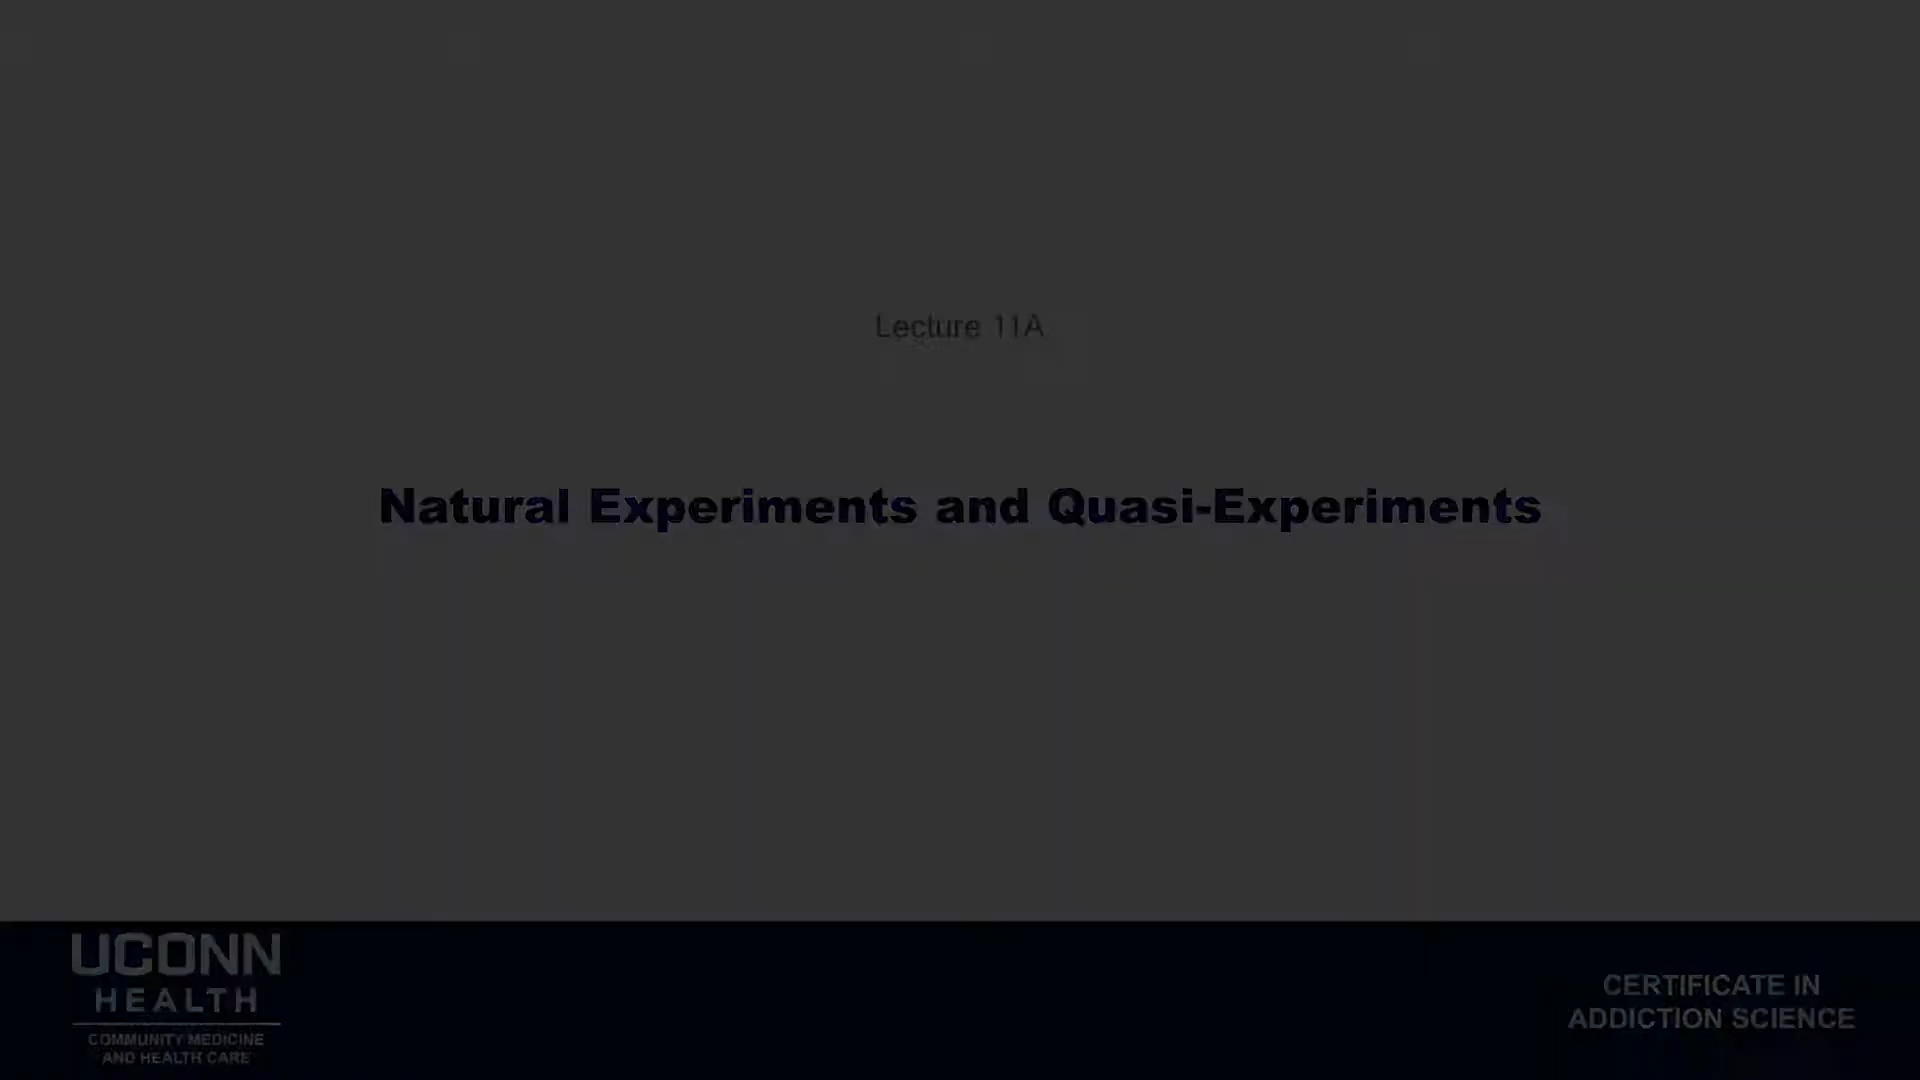 Lecture 11A
Natural Experiments and Quasi-Experiments
UCONN
HEALTH
COMMUNITY MEDICINE
AND HEALTH CARE
CERTIFICATE IN
ADDICTION SCIENCE